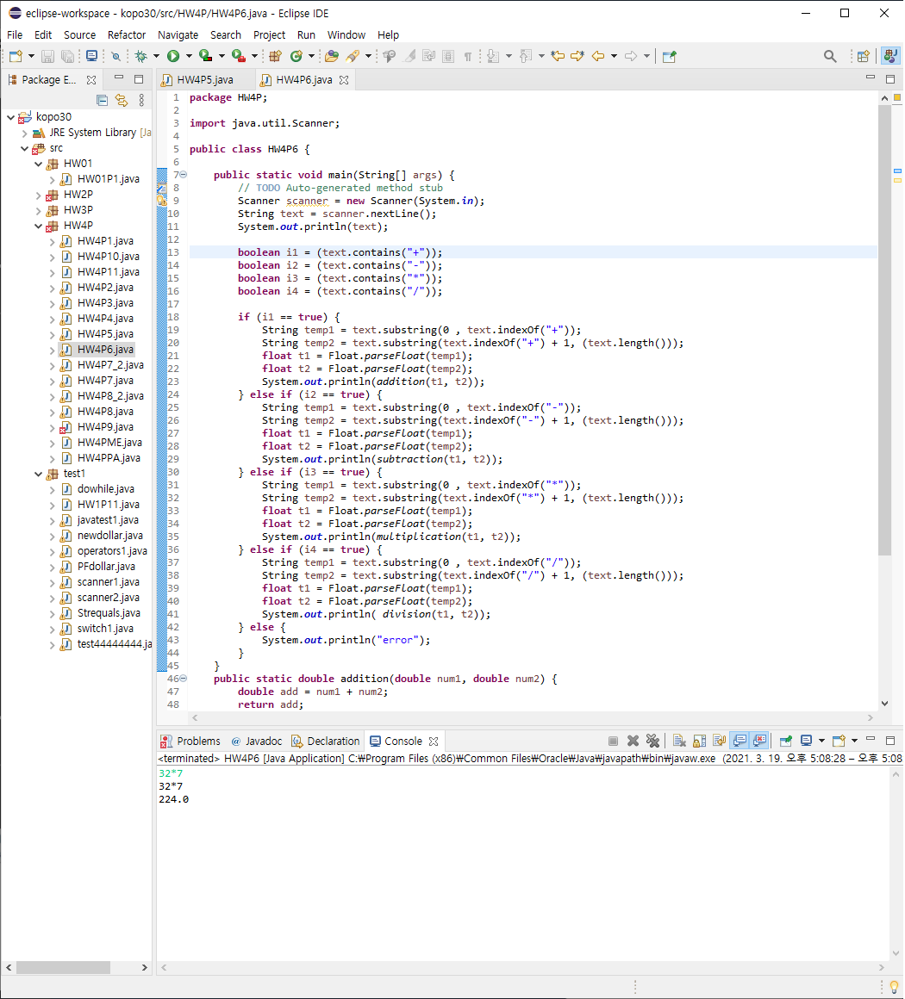 eclipse-workspace - kopo30/src/HW4P/HW4P6.java - Eclipse IDE
File Edit Source Refactor Navigate Search Project Run Window Help
Package E...
HW4P5.java
HW4P6.java
kopo30
JRE System Library [Ja
src
HW01
HW01P1.java
HW2P
HW3P
HW4P
HW4P1.java
HW4P10.java
HW4P11.java
HW4P2.java
HW4P3.java
HW4P4.java
HW4P5.java
HW4P6.java
HW4P7_2.java
HW4P7.java
HW4P8_2.java
HW4P8.java
HW4P9.java
HW4PME.java
HW4PPA.java
test1
dowhile.java
HW1P11.java
javatest1.java
newdollar.java
operators1.java
PFdollar.java
scanner1.java
scanner2.java
Strequals.java
switch1.java
test44444444.ja
1 package HW4P;
2
3 import java.util.Scanner;
4
5 public class HW4P6 {
6
7 public static void main(String[] args) {
8 // TODO Auto-generated method stub
9 Scanner scanner = new Scanner(System.in);
10 String text = scanner.nextLine();
11 System.out.println(text);
12
13 boolean i1 = (text.contains("+"));
14 boolean i2 = (text.contains("-"));
15 boolean i3 = (text.contains("*"));
16 boolean i4 = (text.contains("/"));
17
18 if (i1 == true) {
19 String temp1 = text.substring(0 , text.indexOf("+"));
20 String temp2 = text.substring(text.indexOf("+") + 1, (text.length()));
21 float t1 = Float.parseFloat(temp1);
22 float t2 = Float.parseFloat(temp2);
23 System.out.println(addition(t1, t2));
24 } else if (i2 == true) {
25 String temp1 = text.substring(0 , text.indexOf("-"));
26 String temp2 = text.substring(text.indexOf("-") + 1, (text.length()));
27 float t1 = Float.parseFloat(temp1);
28 float t2 = Float.parseFloat(temp2);
29 System.out.println(subtraction(t1, t2));
30 } else if (i3 == true) {
31 String temp1 = text.substring(0 , text.indexOf("*"));
32 String temp2 = text.substring(text.indexOf("*") + 1, (text.length()));
33 float t1 = Float.parseFloat(temp1);
34 float t2 = Float.parseFloat(temp2);
35 System.out.println(multiplication(t1, t2));
36 } else if (i4 == true) {
37 String temp1 = text.substring(0 , text.indexOf("/"));
38 String temp2 = text.substring(text.indexOf("/") + 1, (text.length()));
39 float t1 = Float.parseFloat(temp1);
40 float t2 = Float.parseFloat(temp2);
41 System.out.println( division(t1, t2));
42 } else {
43 System.out.println("error");
44 }
45 }
46 public static double addition(double num1, double num2) {
47 double add = num1 + num2;
48 return add;
Problems @ Javadoc Declaration Console
<terminated> HW4P6 [Java Application] C:₩Program Files (x86)₩Common Files₩Oracle₩Java₩javapath₩bin₩javaw.exe (2021. 3. 19. 오후 5:08:28 – 오후 5:08
32*7
32*7
224.0